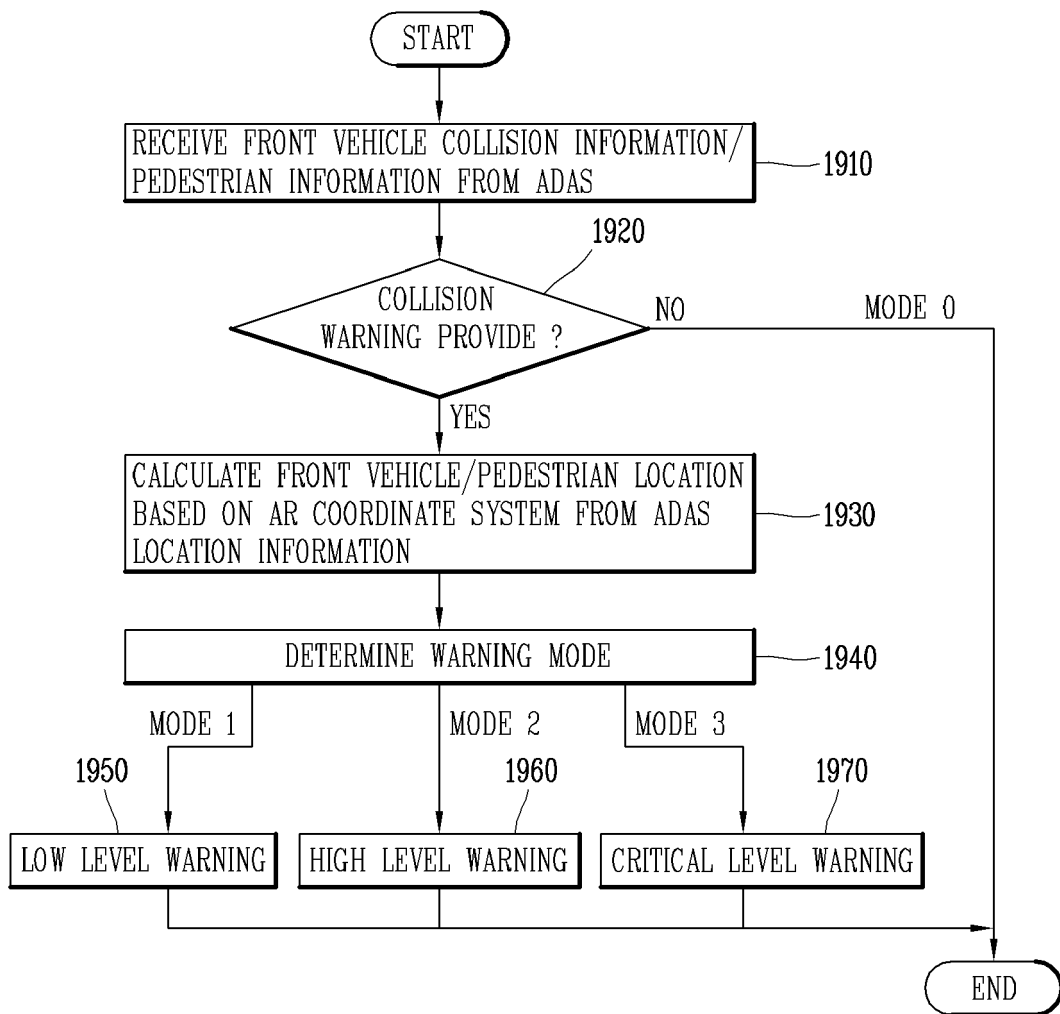 START
RECEIVE FRONT VEHICLE COLLISION INFORMATION/
PEDESTRIAN INFORMATION FROM ADAS
1910
1920
COLLISION
WARNING PROVIDE ?
NO
MODE 0
YES
CALCULATE FRONT VEHICLE/PEDESTRIAN LOCATION
BASED ON AR COORDINATE SYSTEM FROM ADAS
LOCATION INFORMATION
1930
DETERMINE WARNING MODE
1940
MODE 1
MODE 2
MODE 3
1950
1960
1970
LOW LEVEL WARNING
HIGH LEVEL WARNING
CRITICAL LEVEL WARNING
END